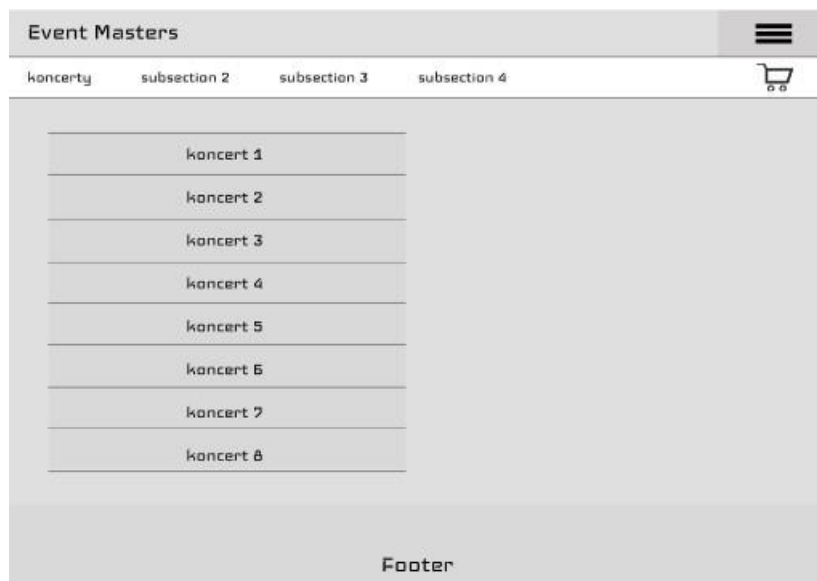 Event Masters
koncerty subsection 2 subsection 3 subsection 4
koncert 1
koncert 2
koncert 3
koncert 4
koncert 5
koncert 6
koncert 7
koncert 8
Footer